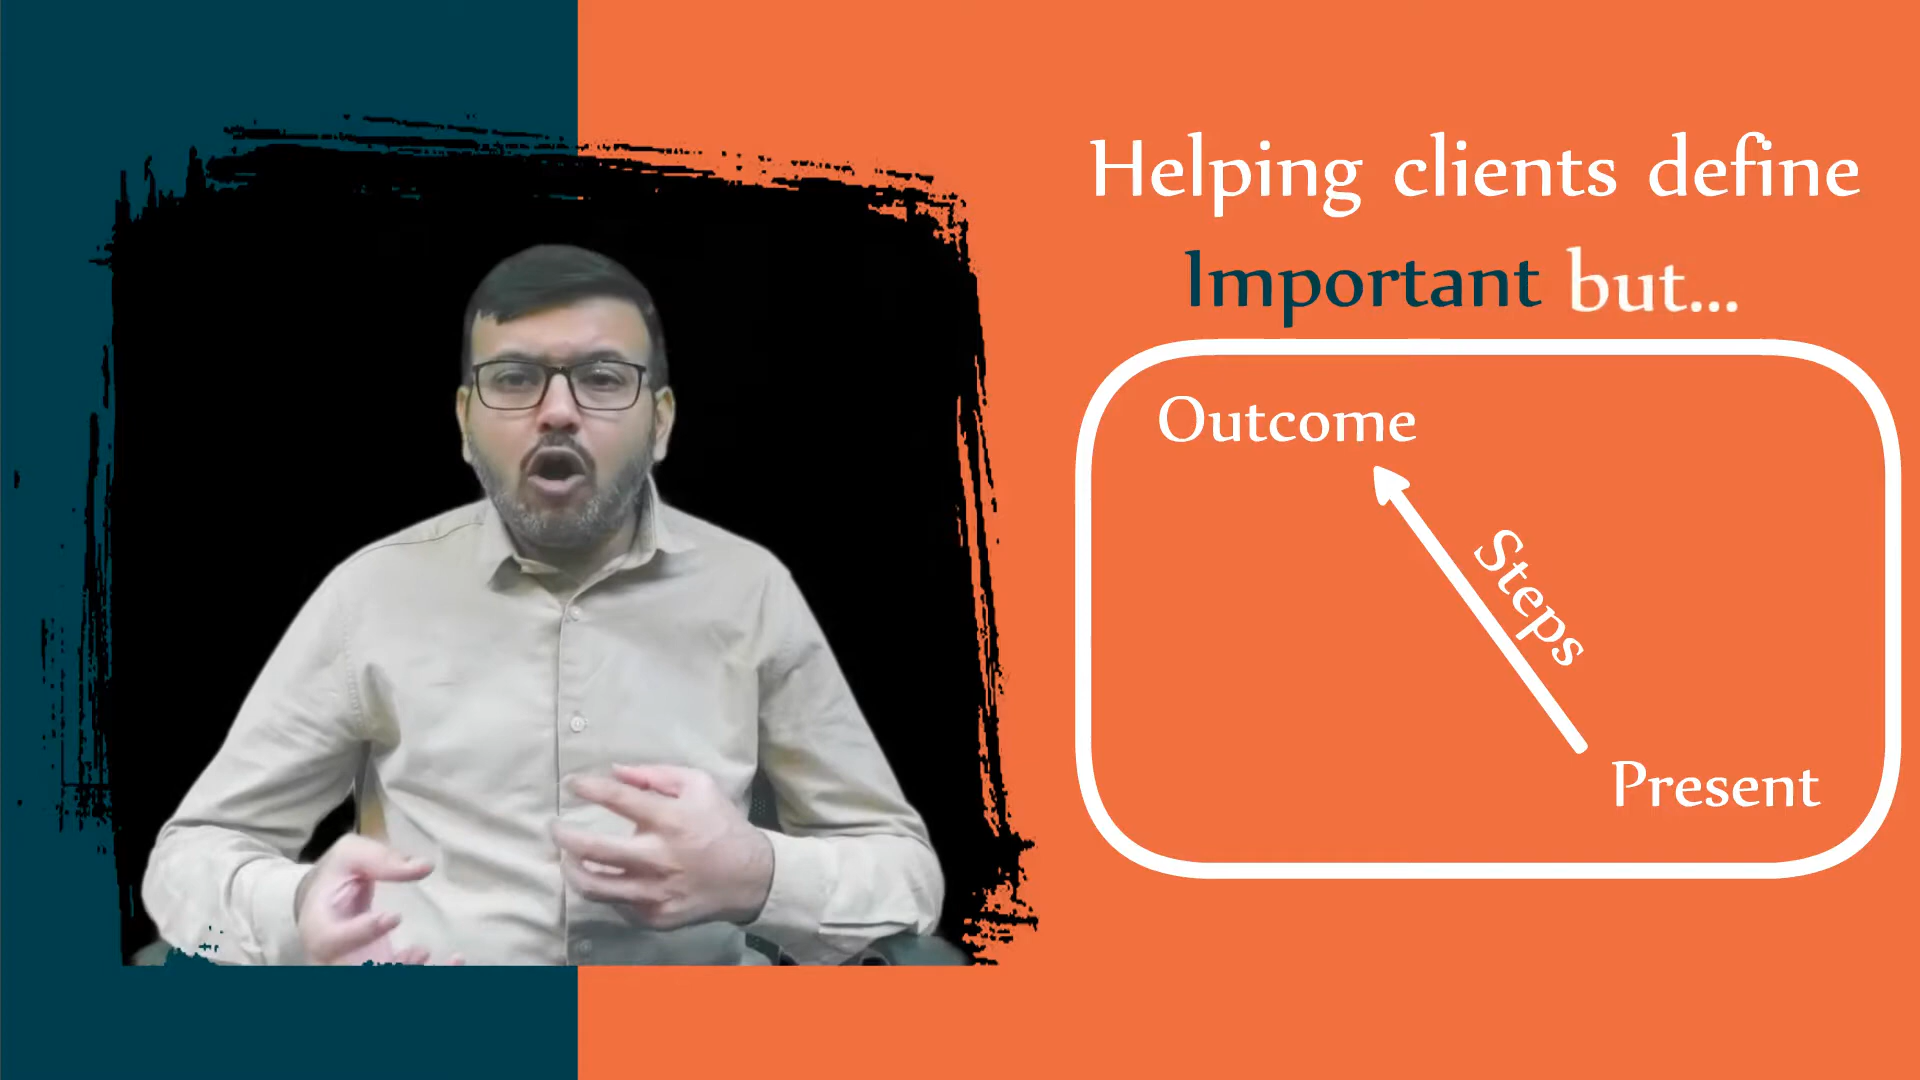 Helping clients define
Important but...
Outcome
Steps
Present